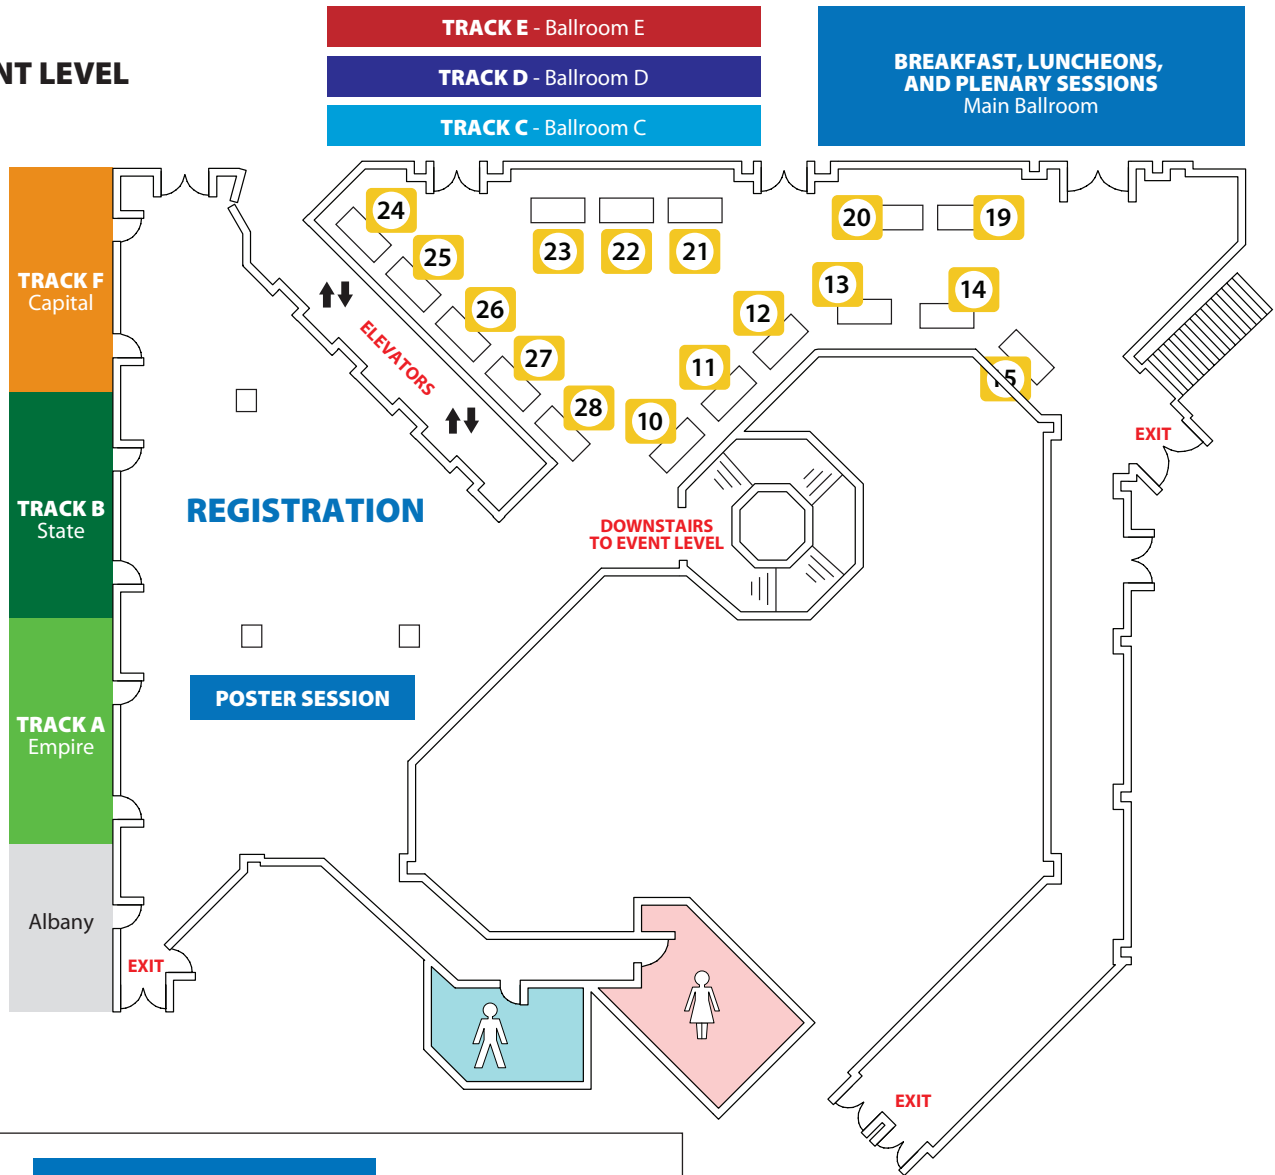 TRACK E - Ballroom E
TRACK D - Ballroom D
TRACK C - Ballroom C
BREAKFAST, LUNCHEONS,
AND PLENARY SESSIONS
Main Ballroom
NT LEVEL
TRACK F
Capital
TRACK B
State
TRACK A
Empire
Albany
24
25
26
27
28
23
22
21
20
19
13
14
12
11
10
15
ELEVATORS
REGISTRATION
DOWNSTAIRS
TO EVENT LEVEL
EXIT
POSTER SESSION
EXIT
EXIT